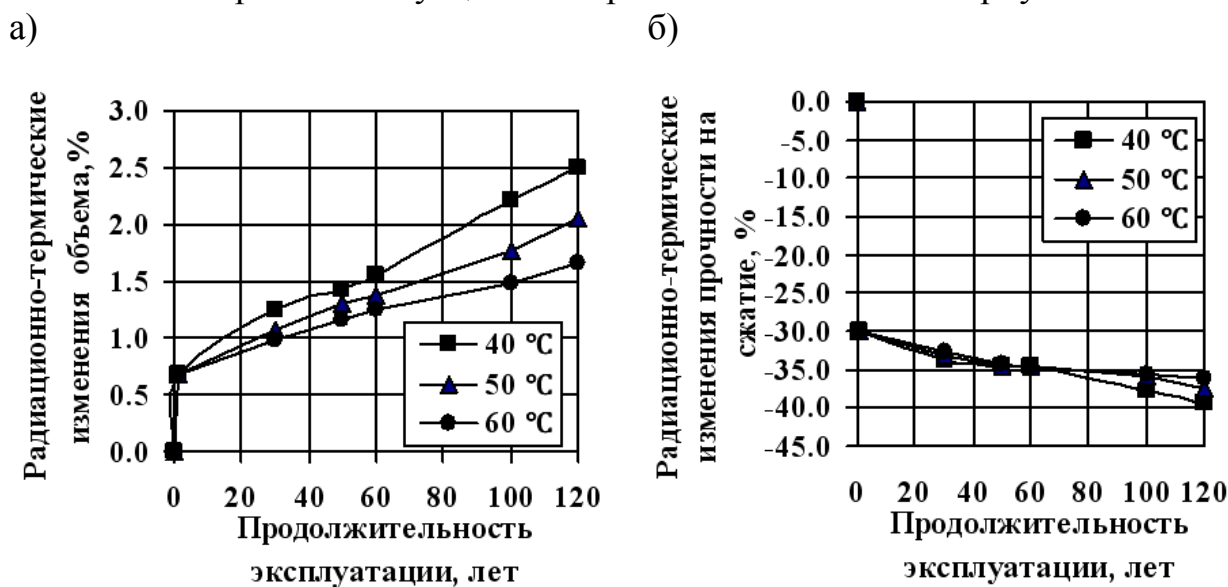 а)
б)
Радиационно-термические
изменения объема,%
3.0
2.5
2.0
1.5
1.0
0.5
0.0
40 °C
50 °C
60 °C
0 20 40 60 80 100 120
Продолжительность
эксплуатации, лет
Радиационно-термические
изменения прочности на
сжатие, %
0.0
-5.0
-10.0
-15.0
-20.0
-25.0
-30.0
-35.0
-40.0
-45.0
40 °C
50 °C
60 °C
0 20 40 60 80 100 120
Продолжительность
эксплуатации, лет